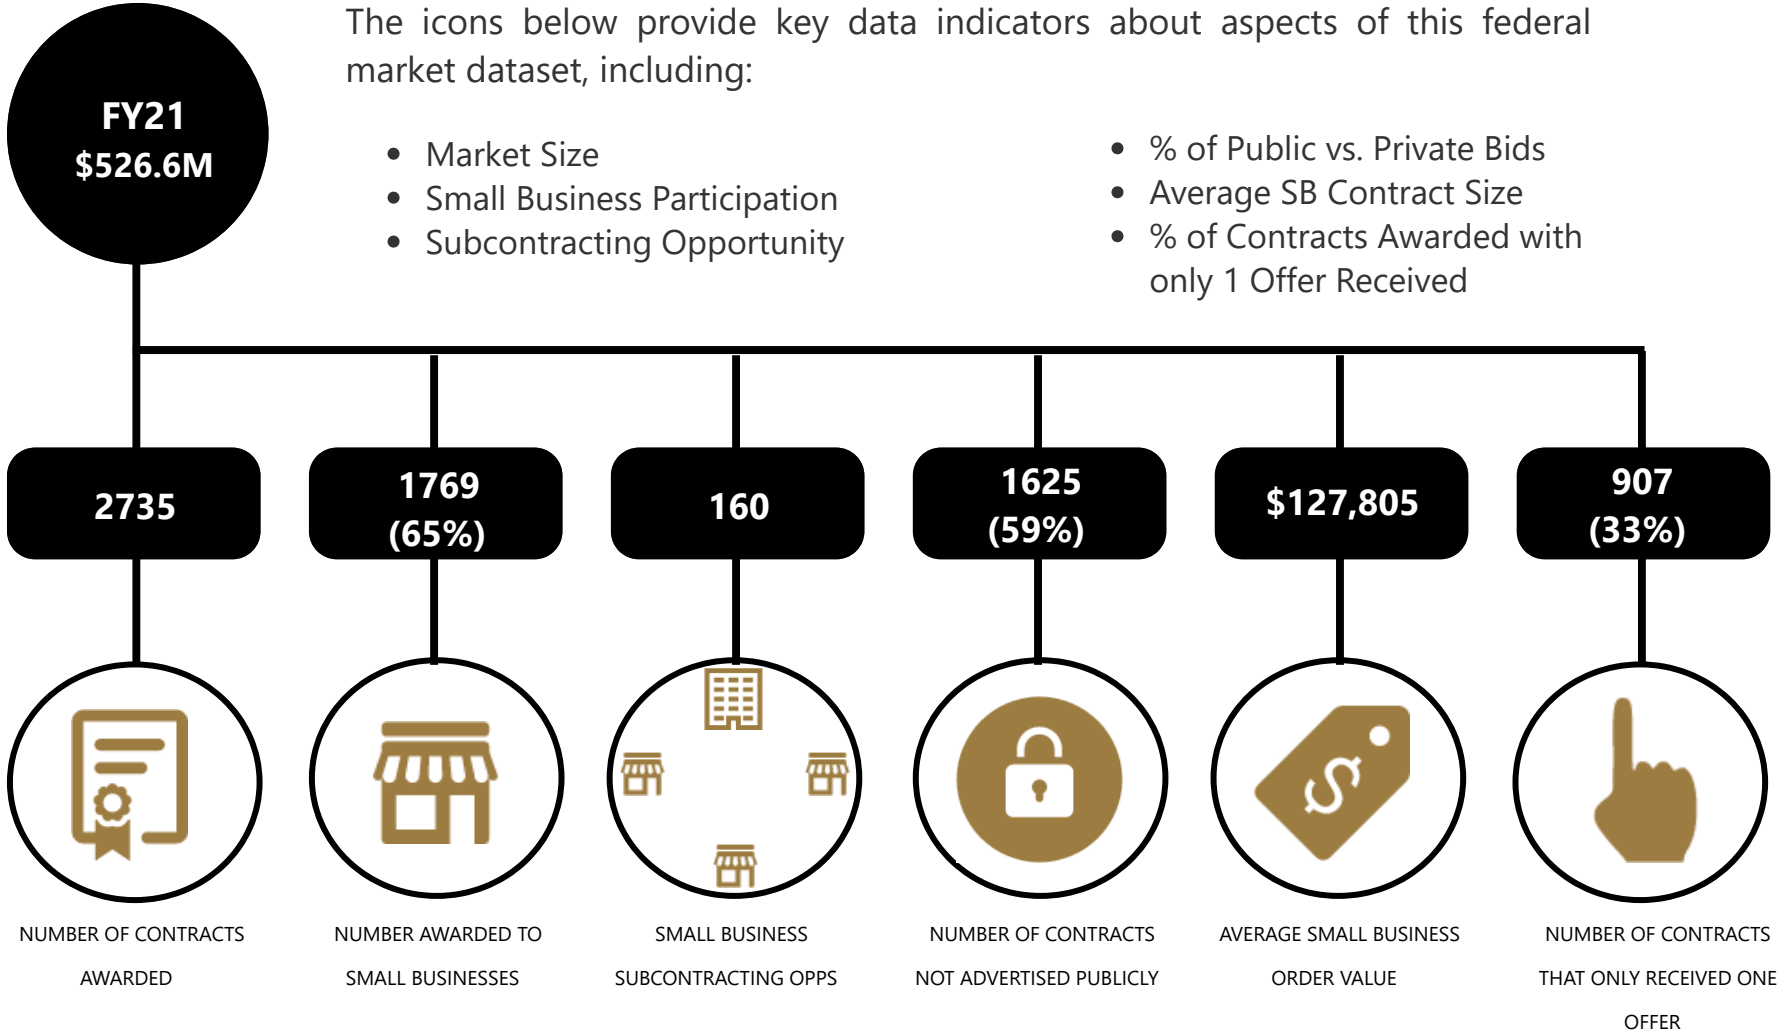 The icons below provide key data indicators about aspects of this federal
market dataset, including:
FY21
$526.6M
• Market Size
• Small Business Participation
• Subcontracting Opportunity
• % of Public vs. Private Bids
• Average SB Contract Size
• % of Contracts Awarded with
only 1 Offer Received
2735
1769
(65%)
160
1625
(59%)
$127,805
907
(33%)
NUMBER OF CONTRACTS
AWARDED
NUMBER AWARDED TO
SMALL BUSINESSES
SMALL BUSINESS
SUBCONTRACTING OPPS
NUMBER OF CONTRACTS
NOT ADVERTISED PUBLICLY
AVERAGE SMALL BUSINESS
ORDER VALUE
NUMBER OF CONTRACTS
THAT ONLY RECEIVED ONE
OFFER